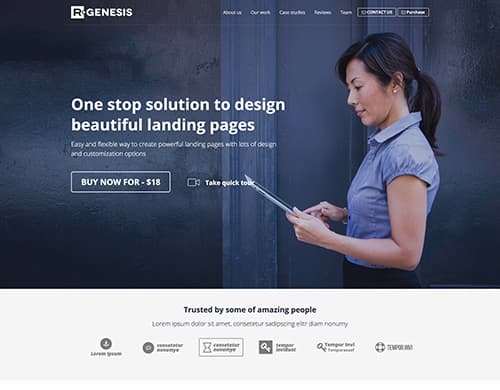 R GENESIS
About us Our work Case studies Reviews Team CONTACT US Purchase
One stop solution to design
beautiful landing pages
Easy and flexible way to create powerful landing pages with lots of design
and customization options
BUY NOW FOR - $18 Take quick tour
Trusted by some of amazing people
Lorem ipsum dolor sit amet, consetetur sadipscing elitr, sed diam nonumy
Lorem Ipsum
consetetur
nonumya
consetetur
nonumya
tempor
invidunt
Tempor Invi
Temporaeusf
TEMPOR INVI